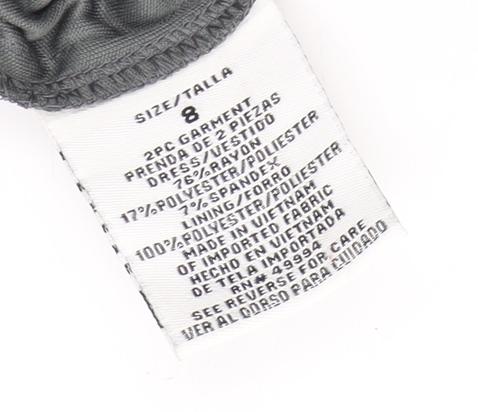 SIZE/TALLA
8
2PC GARMENT
PRENDA DE 2 PIEZAS
DRESS/VESTIDO
76%RAYON
17%POLYESTER/POLIESTER
7% SPANDEX
LINING/FORRO
100%POLYESTER/POLIESTER
MADE IN VIETNAM
OF IMPORTED FABRIC
HECHO EN VIETNAM
DE TELA IMPORTADA
RN# 49994
SEE REVERSE FOR CARE
VER AL DORSO PARA CUIDADO